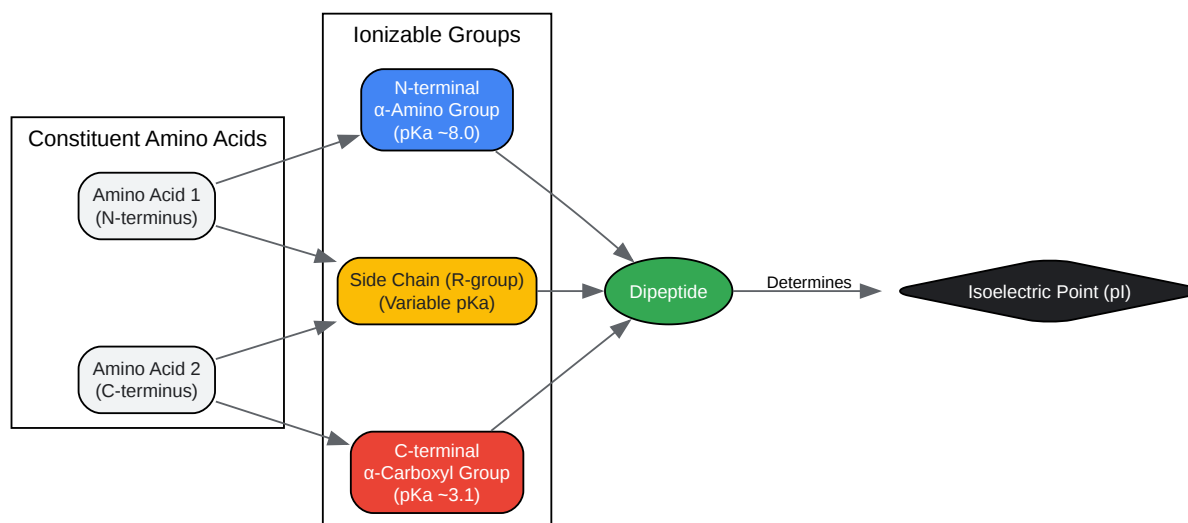 Ionizable Groups
N-terminal
α-Amino Group
(pKa ~8.0)
Constituent Amino Acids
Amino Acid 1
(N-terminus)
Side Chain (R-group)
(Variable pKa)
Dipeptide
Determines
Isoelectric Point (pI)
Amino Acid 2
(C-terminus)
C-terminal
α-Carboxyl Group
(pKa ~3.1)